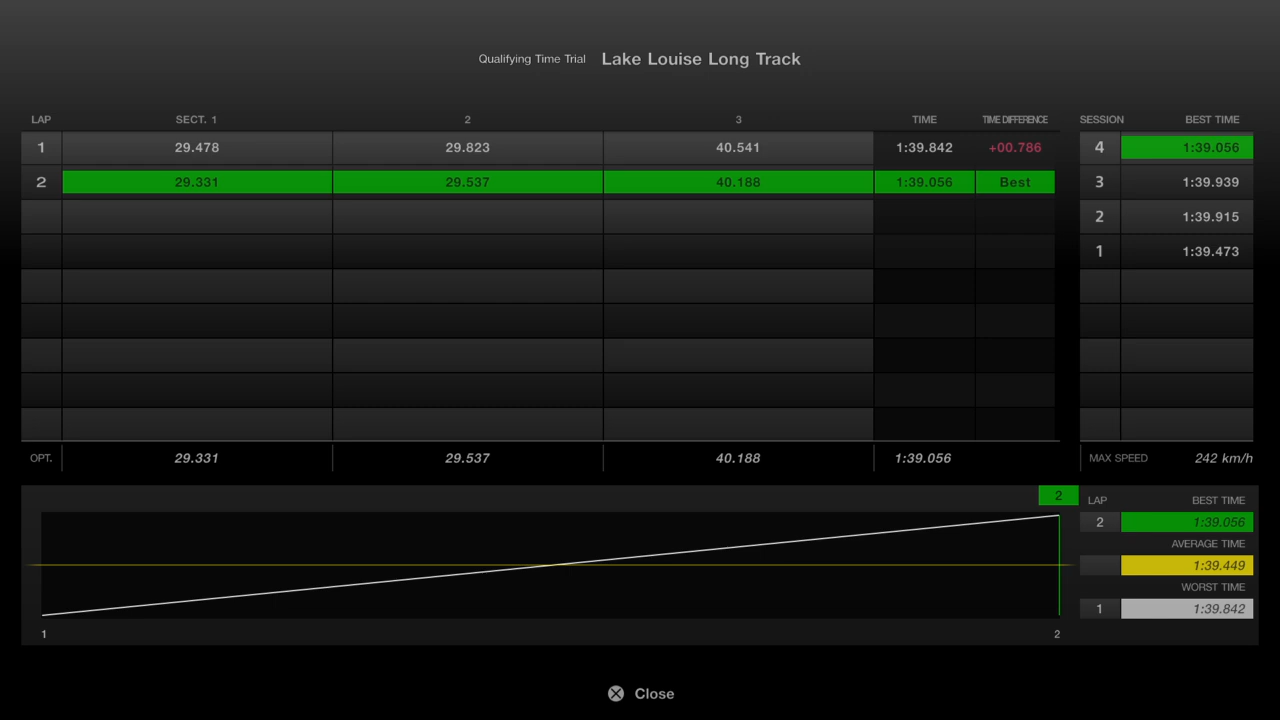 Qualifying Time Trial Lake Louise Long Track
LAP SECT. 1 2 3 TIME TIME DIFFERENCE SESSION BEST TIME
1 29.478 29.823 40.541 1:39.842 +00.786 4 1:39.056
2 29.331 29.537 40.188 1:39.056 Best 3 1:39.939
2 1:39.915
1 1:39.473
OPT. 29.331 29.537 40.188 1:39.056 MAX SPEED 242 km/h
2 LAP BEST TIME
2 1:39.056
AVERAGE TIME
1:39.449
WORST TIME
1 1:39.842
1 2
Close